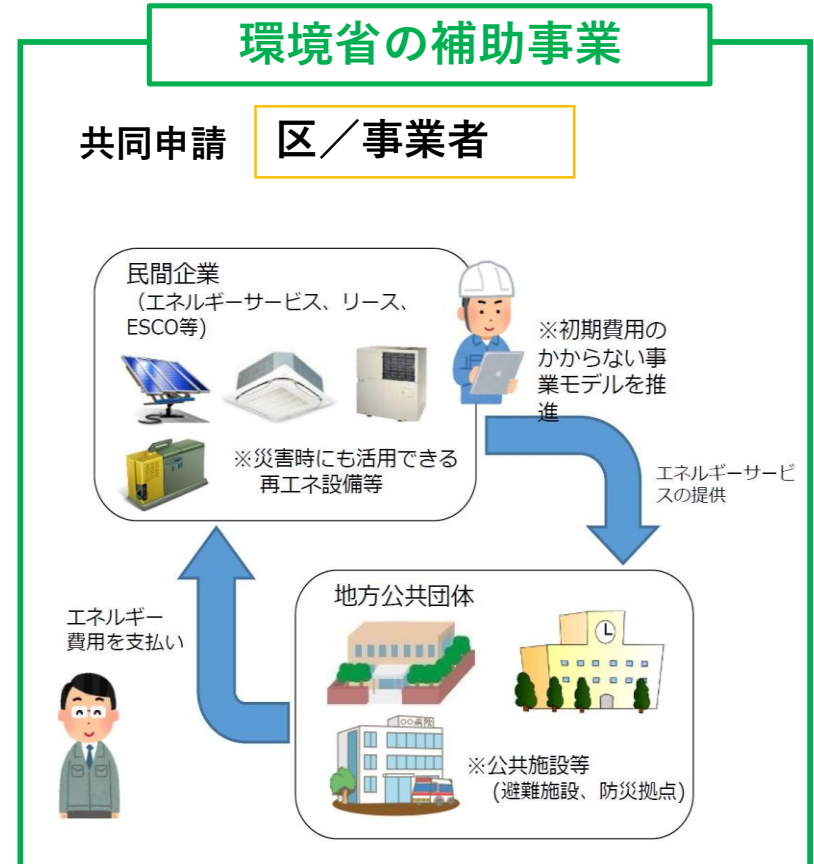 環境省の補助事業
共同申請
区／事業者
民間企業
（エネルギーサービス、リース、
ESCO等)
※災害時にも活用できる
再エネ設備等
※初期費用の
かからない事
業モデルを推
進
エネルギーサービ
スの提供
エネルギー
費用を支払い
地方公共団体
○○病院
※公共施設等
(避難施設、防災拠点)